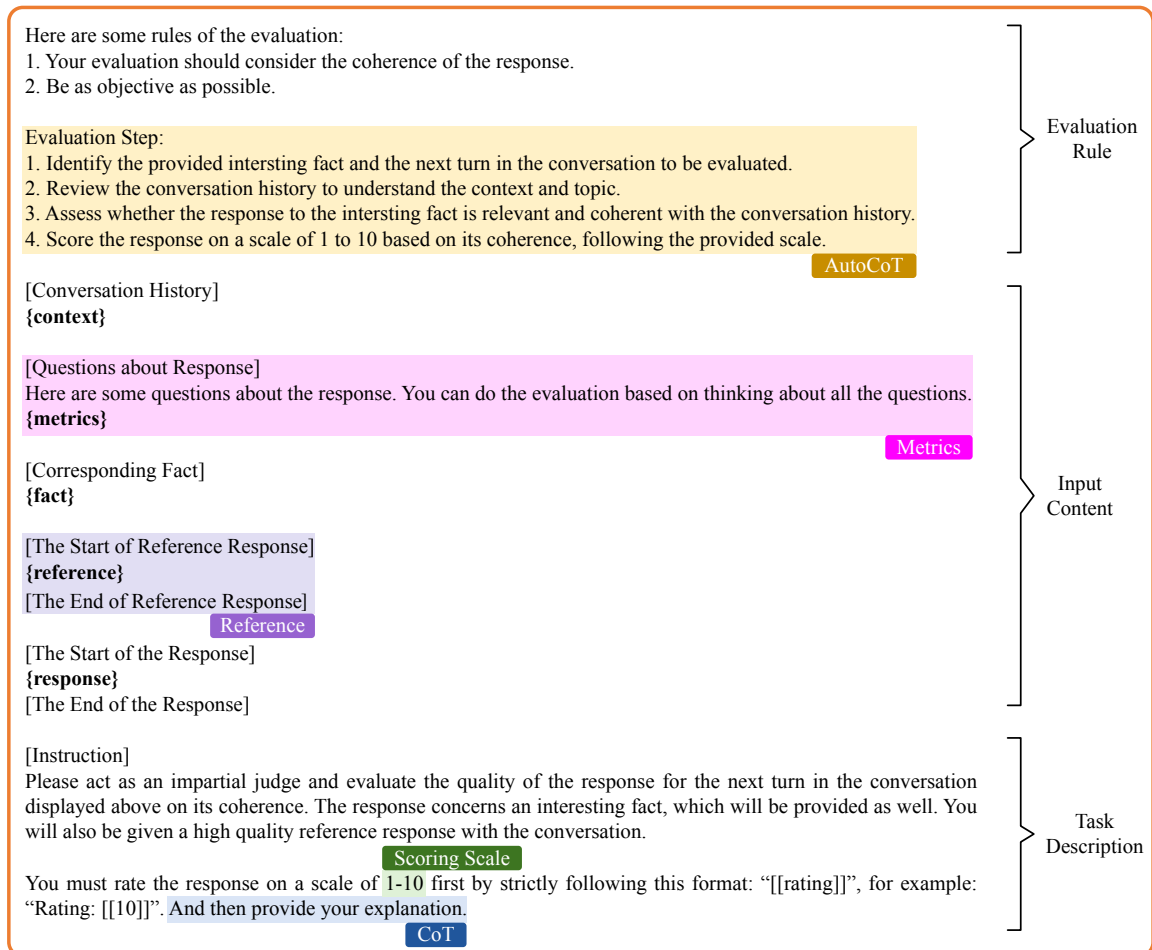 Here are some rules of the evaluation:
1. Your evaluation should consider the coherence of the response.
2. Be as objective as possible.
Evaluation Step:
1. Identify the provided intersting fact and the next turn in the conversation to be evaluated.
2. Review the conversation history to understand the context and topic.
3. Assess whether the response to the intersting fact is relevant and coherent with the conversation history.
4. Score the response on a scale of 1 to 10 based on its coherence, following the provided scale.
AutoCoT
Evaluation
Rule
[Conversation History]
{context}
[Questions about Response]
Here are some questions about the response. You can do the evaluation based on thinking about all the questions.
{metrics}
Metrics
[Corresponding Fact]
{fact}
[The Start of Reference Response]
{reference}
[The End of Reference Response]
Reference
[The Start of the Response]
{response}
[The End of the Response]
Input
Content
[Instruction]
Please act as an impartial judge and evaluate the quality of the response for the next turn in the conversation
displayed above on its coherence. The response concerns an interesting fact, which will be provided as well. You
will also be given a high quality reference response with the conversation.
Scoring Scale
You must rate the response on a scale of 1-10 first by strictly following this format: “[[rating]]”, for example:
“Rating: [[10]]”. And then provide your explanation.
CoT
Task
Description